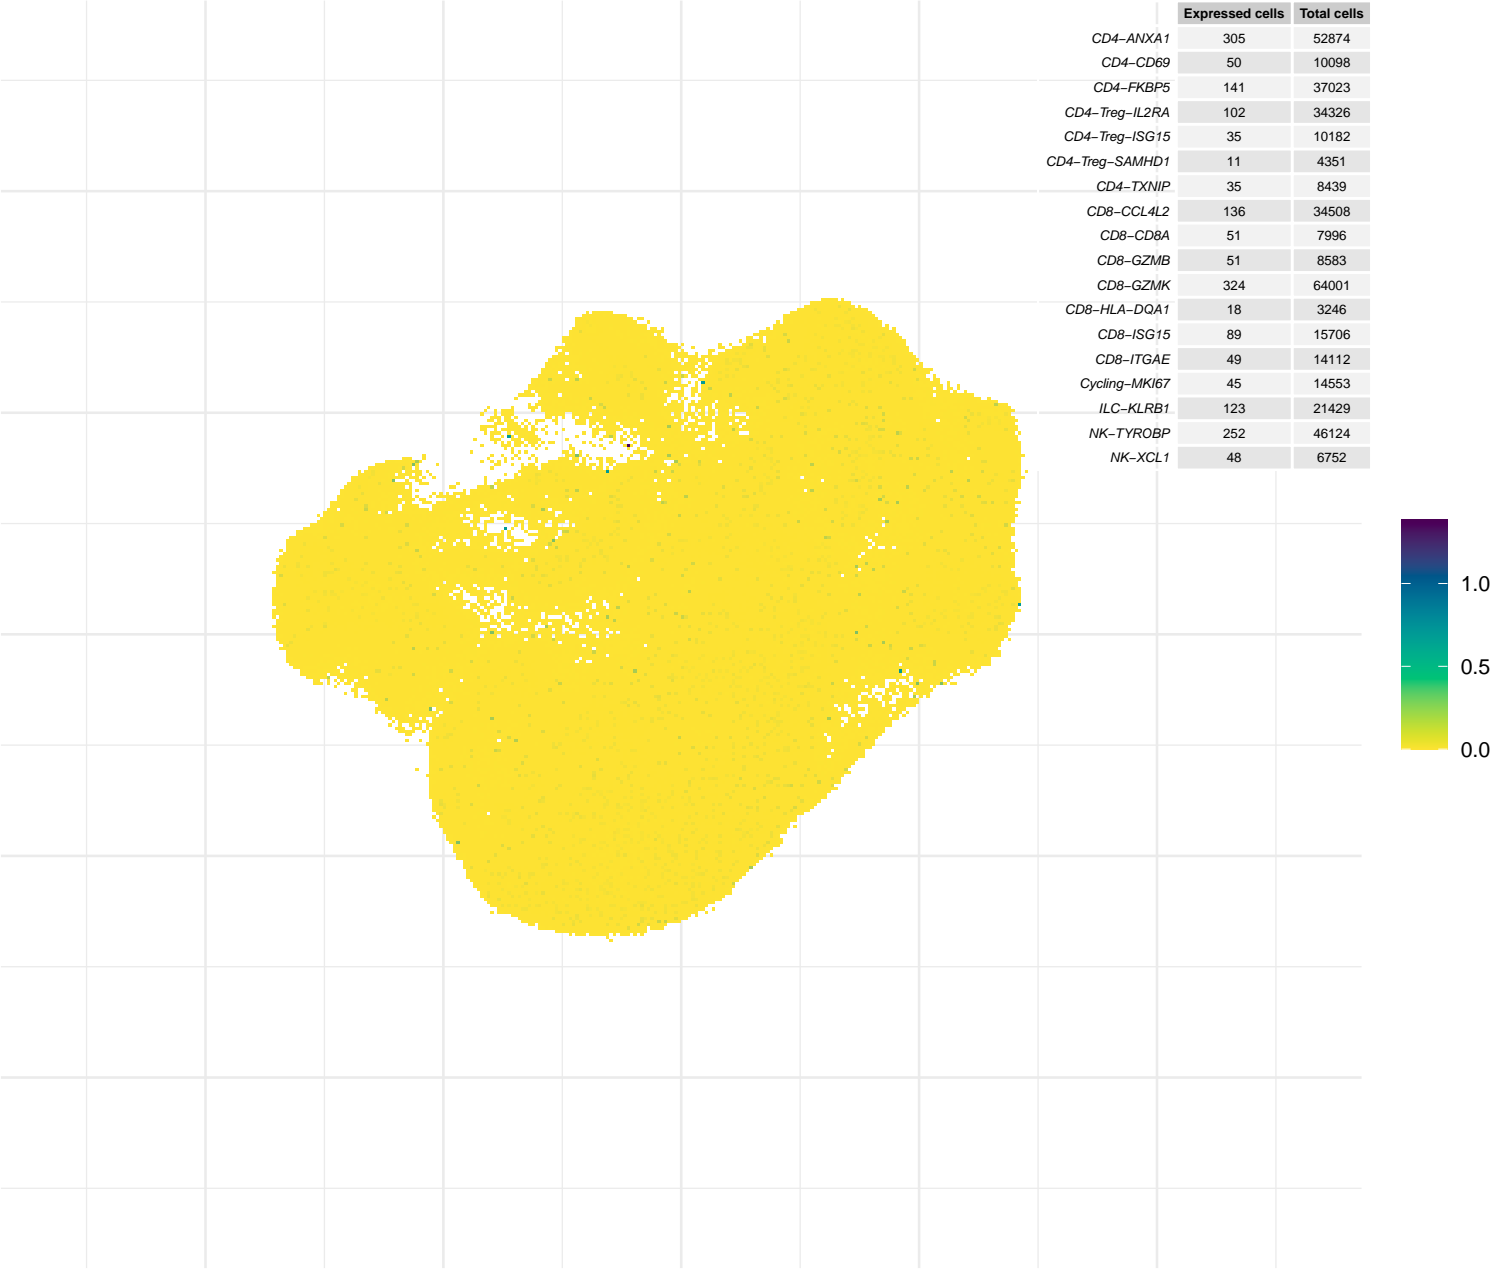 Expressed cells Total cells
CD4−ANXA1 305 52874
CD4−CD69 50 10098
CD4−FKBP5 141 37023
CD4−Treg−IL2RA 102 34326
CD4−Treg−ISG15 35 10182
CD4−Treg−SAMHD1 11 4351
CD4−TXNIP 35 8439
CD8−CCL4L2 136 34508
CD8−CD8A 51 7996
CD8−GZMB 51 8583
CD8−GZMK 324 64001
CD8−HLA−DQA1 18 3246
CD8−ISG15 89 15706
CD8−ITGAE 49 14112
Cycling−MKI67 45 14553
ILC−KLRB1 123 21429
NK−TYROBP 252 46124
NK−XCL1 48 6752
1.0
0.5
0.0